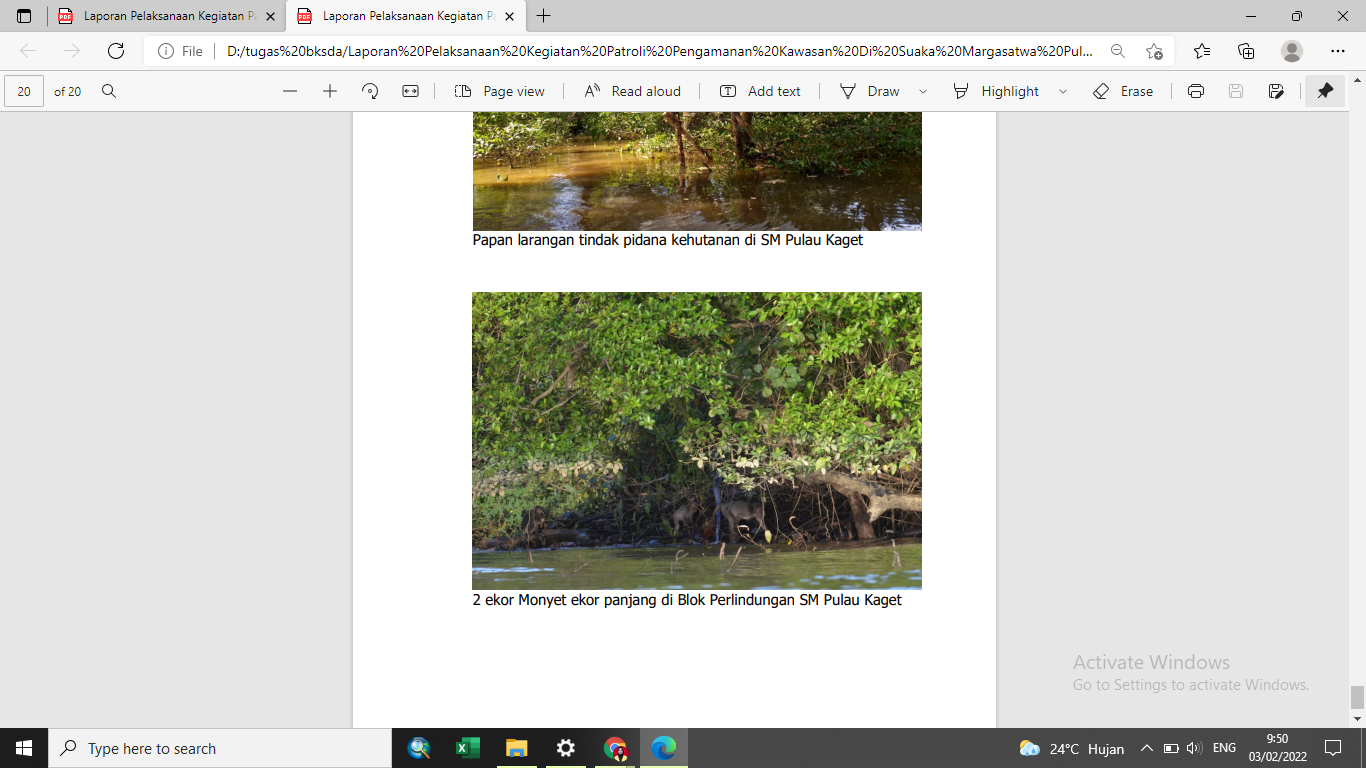 Laporan Pelaksanaan Kegiatan Pa
Laporan Pelaksanaan Kegiatan Pa
File
D:/tugas%20bksda/Laporan%20Pelaksanaan%20Kegiatan%20Patroli%20Pengamanan%20Kawasan%20Di%20Suaka%20Margasatwa%20Pul...
20 of 20
Page view
Read aloud
Add text
Draw
Highlight
Erase
Papan larangan tindak pidana kehutanan di SM Pulau Kaget
2 ekor Monyet ekor panjang di Blok Perlindungan SM Pulau Kaget
Activate Windows
Go to Settings to activate Windows.
Type here to search
24°C Hujan
ENG
9:50
03/02/2022